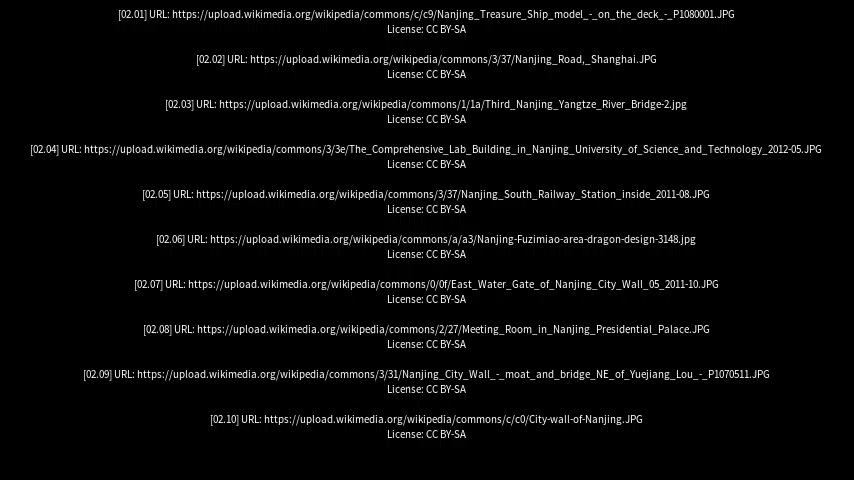 [02.01] URL: https://upload.wikimedia.org/wikipedia/commons/c/c9/Nanjing_Treasure_Ship_model_-_on_the_deck_-_P1080001.JPG
License: CC BY-SA
[02.02] URL: https://upload.wikimedia.org/wikipedia/commons/3/37/Nanjing_Road,_Shanghai.JPG
License: CC BY-SA
[02.03] URL: https://upload.wikimedia.org/wikipedia/commons/1/1a/Third_Nanjing_Yangtze_River_Bridge-2.jpg
License: CC BY-SA
[02.04] URL: https://upload.wikimedia.org/wikipedia/commons/3/3e/The_Comprehensive_Lab_Building_in_Nanjing_University_of_Science_and_Technology_2012-05.JPG
License: CC BY-SA
[02.05] URL: https://upload.wikimedia.org/wikipedia/commons/3/37/Nanjing_South_Railway_Station_inside_2011-08.JPG
License: CC BY-SA
[02.06] URL: https://upload.wikimedia.org/wikipedia/commons/a/a3/Nanjing-Fuzimiao-area-dragon-design-3148.jpg
License: CC BY-SA
[02.07] URL: https://upload.wikimedia.org/wikipedia/commons/0/0f/East_Water_Gate_of_Nanjing_City_Wall_05_2011-10.JPG
License: CC BY-SA
[02.08] URL: https://upload.wikimedia.org/wikipedia/commons/2/27/Meeting_Room_in_Nanjing_Presidential_Palace.JPG
License: CC BY-SA
[02.09] URL: https://upload.wikimedia.org/wikipedia/commons/3/31/Nanjing_City_Wall_-_moat_and_bridge_NE_of_Yuejiang_Lou_-_P1070511.JPG
License: CC BY-SA
[02.10] URL: https://upload.wikimedia.org/wikipedia/commons/c/c0/City-wall-of-Nanjing.JPG
License: CC BY-SA